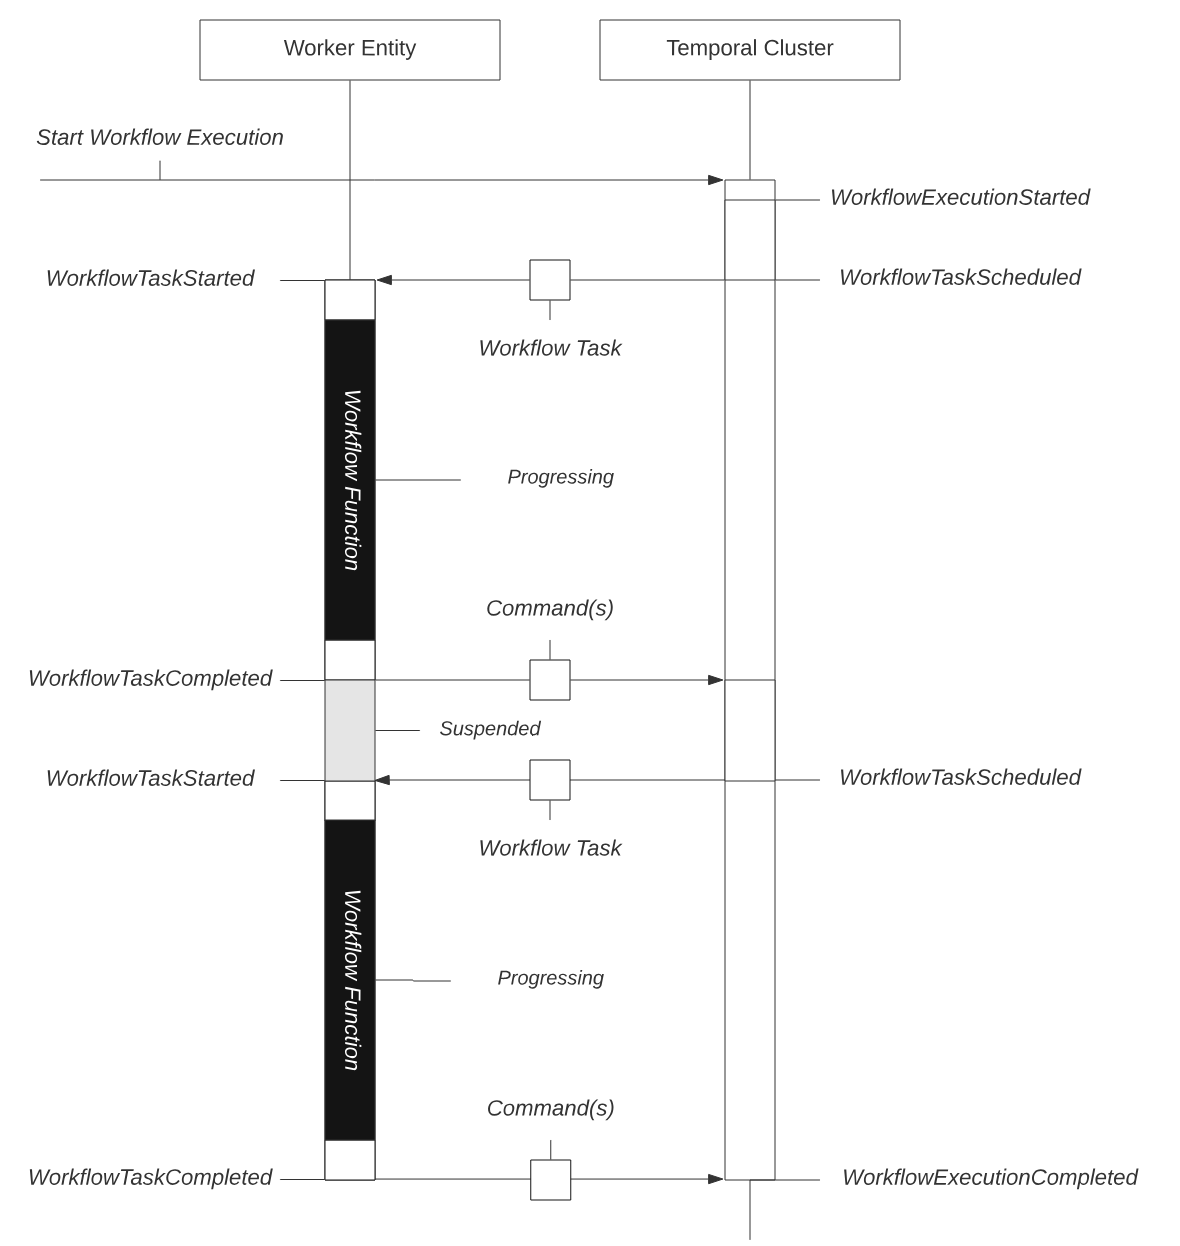 Worker Entity
Temporal Cluster
Start Workflow Execution
WorkflowExecutionStarted
WorkflowTaskStarted
WorkflowTaskScheduled
Workflow Task
Workflow Function
Progressing
Command(s)
WorkflowTaskCompleted
Suspended
WorkflowTaskStarted
WorkflowTaskScheduled
Workflow Task
Workflow Function
Progressing
Command(s)
WorkflowTaskCompleted
WorkflowExecutionCompleted